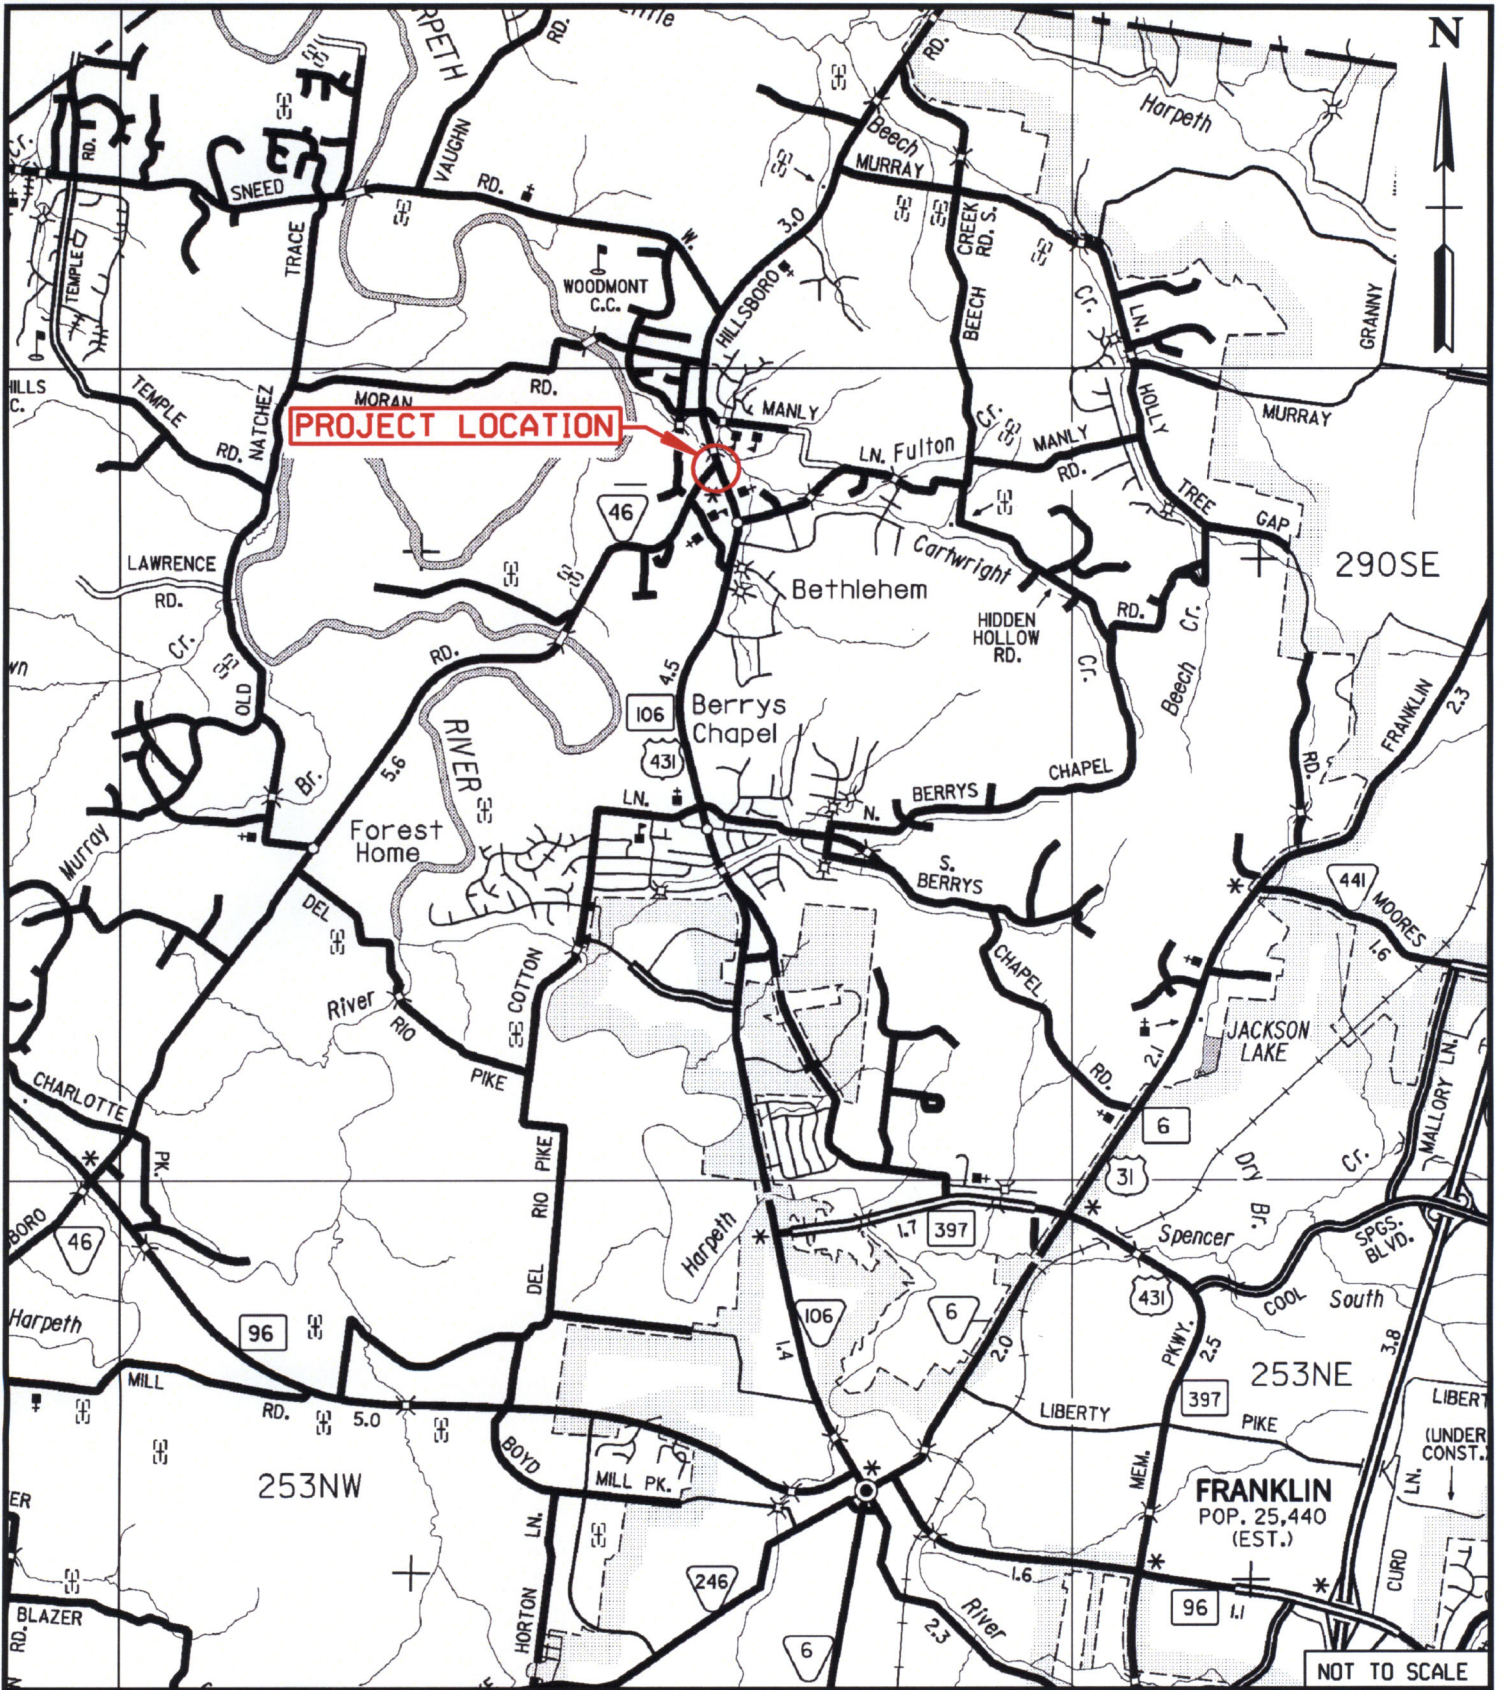 RPETH
Little
RD.
RD.
N
Harpeth
Cr.
RD.
VAUGHN
Beech
MURRAY
SNEED
RD.
3.0
CREEK
RD. S.
W.
TRACE
TEMPLE
WOODMONT
C.C.
HILLSBORO
BEECH
Cr.
LN.
GRANNY
HILLS
C.
TEMPLE
RD.
NATCHEZ
MORAN
RD.
PROJECT LOCATION
MANLY
Cr.
HOLLY
MURRAY
LN.
Fulton
MANLY
RD.
TREE
GAP
46
LAWRENCE
RD.
Cartwright
290SE
Bethlehem
HIDDEN
HOLLOW
RD.
RD.
Cr.
Cr.
wn
Cr.
RD.
4.5
OLD
106
Berrys
Chapel
Beech
FRANKLIN
2.3
RIVER
431
5.6
Br.
RD.
CHAPEL
BERRYS
N.
LN.
Forest
Home
Murray
S.
BERRYS
441
MOORES
1.6
DEL
CHAPEL
COTTON
River
RIO
PIKE
JACKSON
LAKE
2.1
RD.
MALLORY LN.
CHARLOTTE
PK.
6
PIKE
31
Dry
Br.
Cr.
RIO
BORO
46
Harpeth
1.7
397
Spencer
SPGS.
BLVD.
DEL
431
COOL
South
Harpeth
96
106
6
1.4
2.0
PKWY.
2.5
3.8
253NE
MILL
RD.
5.0
397
LIBERTY
PIKE
LIBERT
(UNDER
CONST.)
BOYD
MILL PK.
253NW
MEM.
FRANKLIN
POP. 25,440
(EST.)
LN.
ER
LN.
CURD
1.6
246
96
1.1
BLAZER
RD.
HORTON
River
2.3
6
NOT TO SCALE